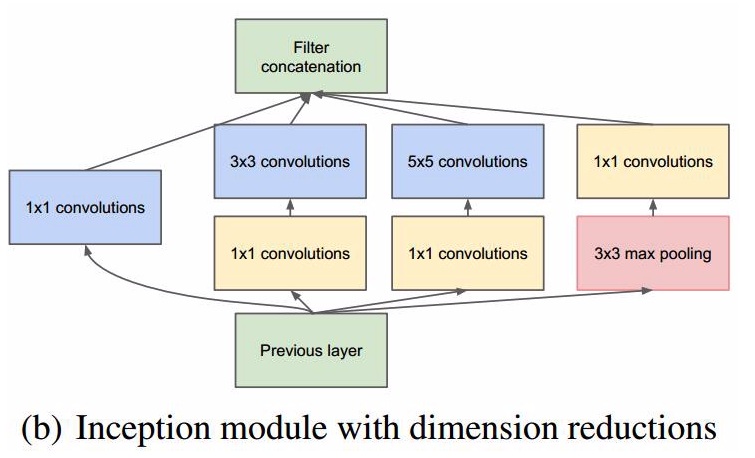 Filter
concatenation
3x3 convolutions
5x5 convolutions
1x1 convolutions
1x1 convolutions
1x1 convolutions
1x1 convolutions
3x3 max pooling
Previous layer
(b) Inception module with dimension reductions